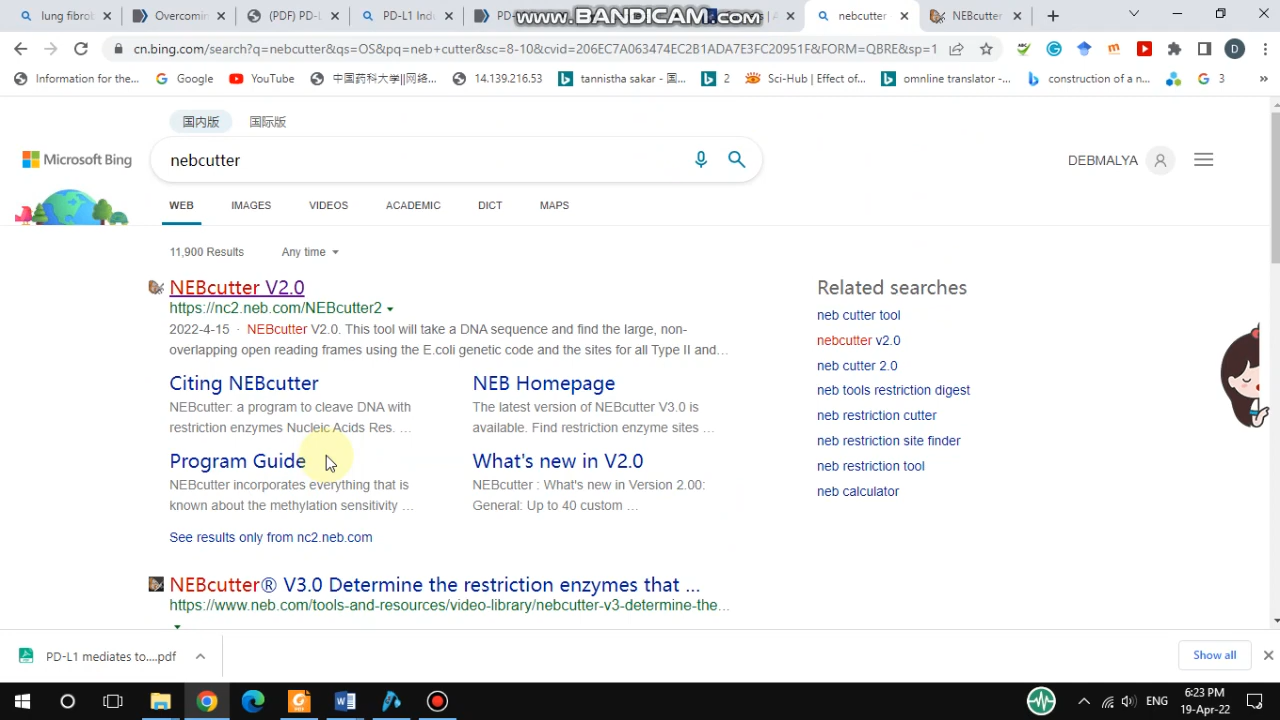 lung fibrok
Overcomin
(PDF) PD-L
PD-L1 Ind
PD-
www.BANDICAM.com
nebcutter
NEBcutter
cn.bing.com/search?q=nebcutter&qs=OS&pq=neb+cutter&sc=8-10&cvid=206EC7A063474EC2B1ADA7E3FC20951F&FORM=QBRE&sp=1
D
Information for the...
Google
YouTube
中国药科大学||网络...
14.139.216.53
tannistha sakar - 国...
2
Sci-Hub | Effect of...
omnline translator -...
construction of a n...
3
»
国内版 国际版
Microsoft Bing
nebcutter
DEBMALYA
WEB IMAGES VIDEOS ACADEMIC DICT MAPS
11,900 Results Any time
NEBcutter V2.0
https://nc2.neb.com/NEBcutter2
2022-4-15 · NEBcutter V2.0. This tool will take a DNA sequence and find the large, non-
overlapping open reading frames using the E.coli genetic code and the sites for all Type II and...
Citing NEBcutter
NEBcutter: a program to cleave DNA with
restriction enzymes Nucleic Acids Res. ...
NEB Homepage
The latest version of NEBcutter V3.0 is
available. Find restriction enzyme sites ...
Program Guide
NEBcutter incorporates everything that is
known about the methylation sensitivity ...
What's new in V2.0
NEBcutter : What's new in Version 2.00:
General: Up to 40 custom ...
See results only from nc2.neb.com
NEBcutter® V3.0 Determine the restriction enzymes that ...
https://www.neb.com/tools-and-resources/video-library/nebcutter-v3-determine-the...
Related searches
neb cutter tool
nebcutter v2.0
neb cutter 2.0
neb tools restriction digest
neb restriction cutter
neb restriction site finder
neb restriction tool
neb calculator
PD-L1 mediates to....pdf
Show all
ENG
6:23 PM
19-Apr-22